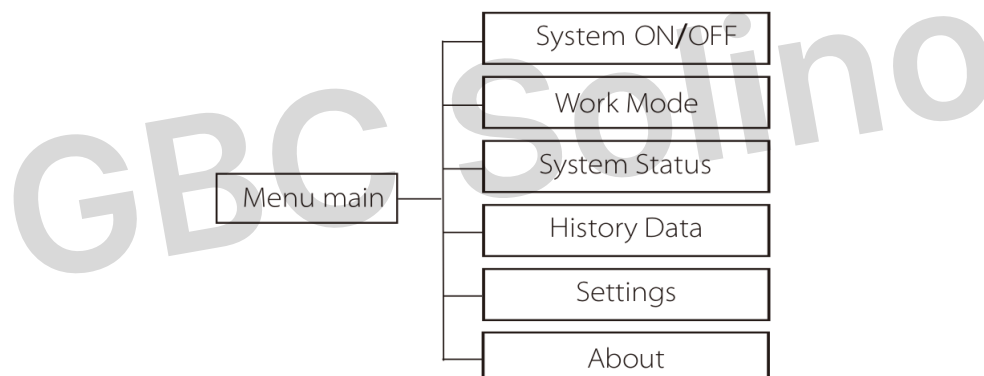 System ON/OFF
Work Mode
System Status
Menu main
History Data
Settings
About
GBC Solino